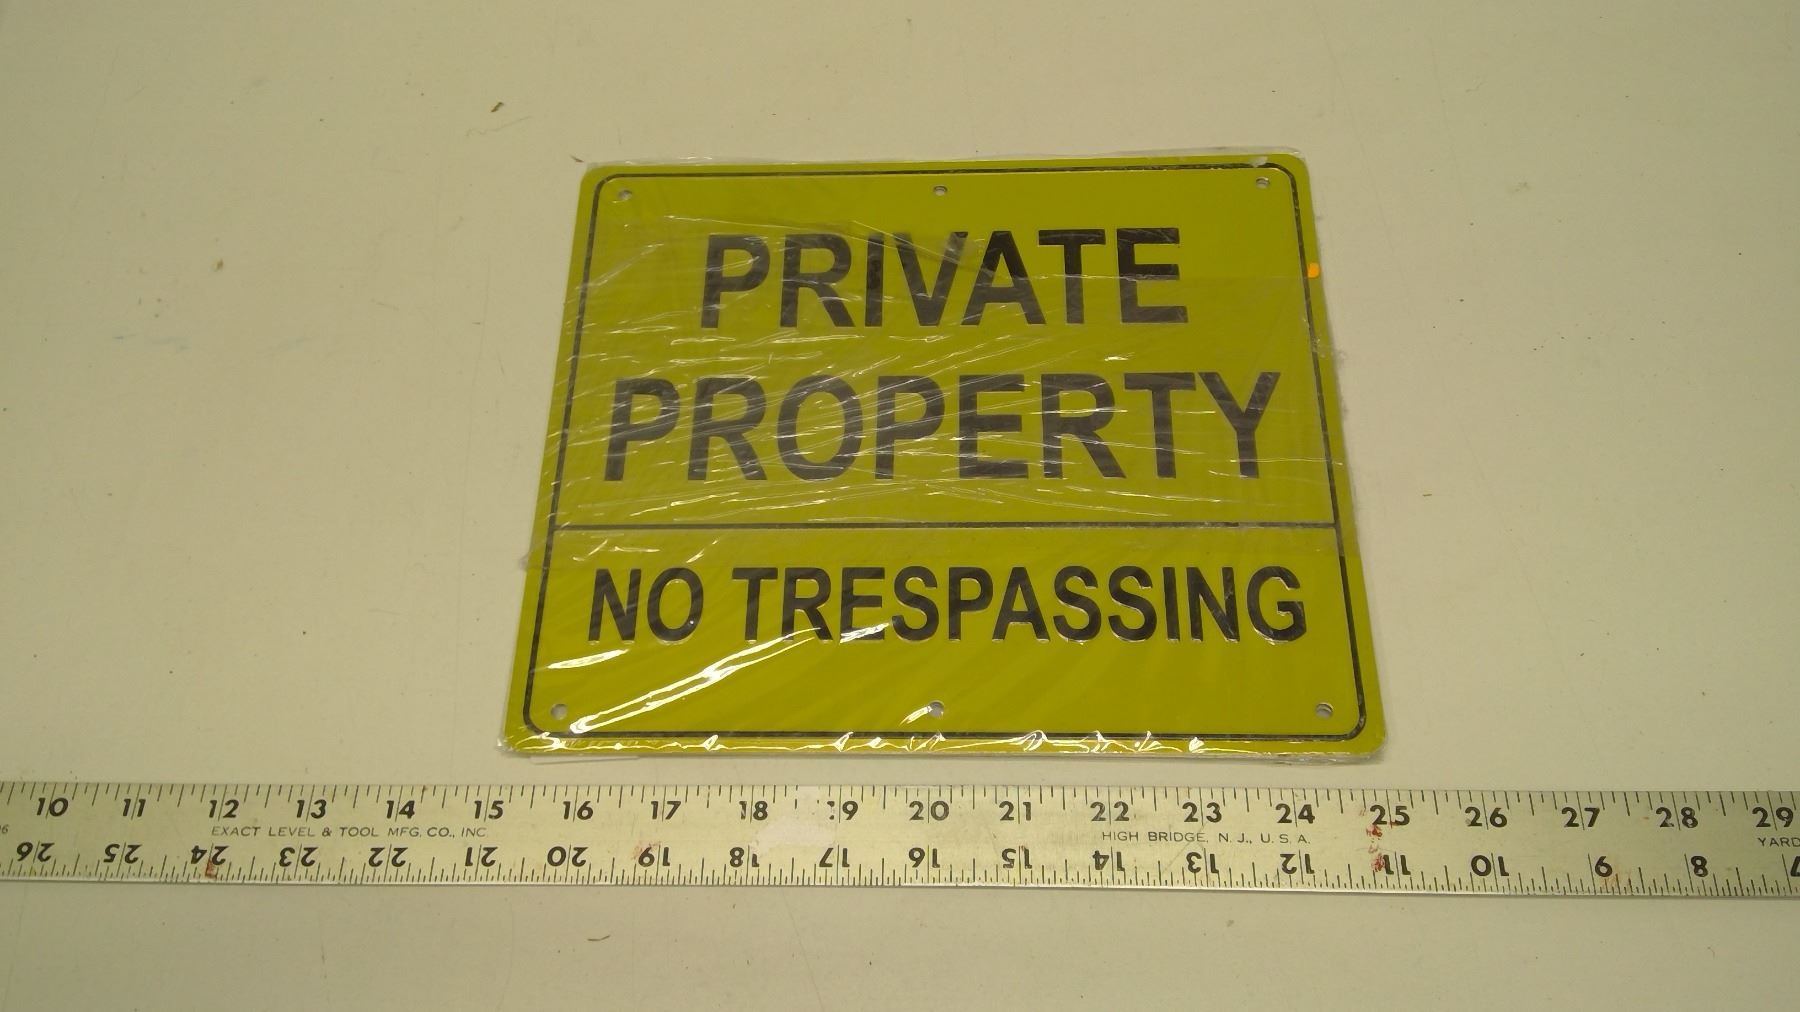 PRIVATE
PROPERTY
NO TRESPASSING
10 11 12 13 14 15 16 17 18 19 20 21 22 23 24 25 26 27 28 29
EXACT LEVEL & TOOL MFG. CO., INC. HIGH BRIDGE, N. J., U. S. A. YARD
26 25 24 23 22 21 20 19 18 17 16 15 14 13 12 11 10 9 8 7